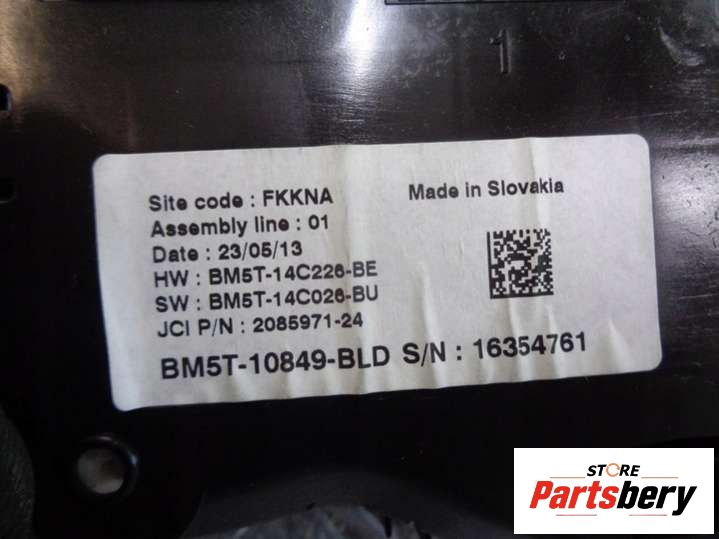 1
Site code : FKKNA
Made in Slovakia
Assembly line : 01
Date : 23/05/13
HW : BM5T-14C226-BE
SW : BM5T-14C026-BU
JCI P/N : 2085971-24
BM5T-10849-BLD S/N : 16354761
STORE
Partsbery